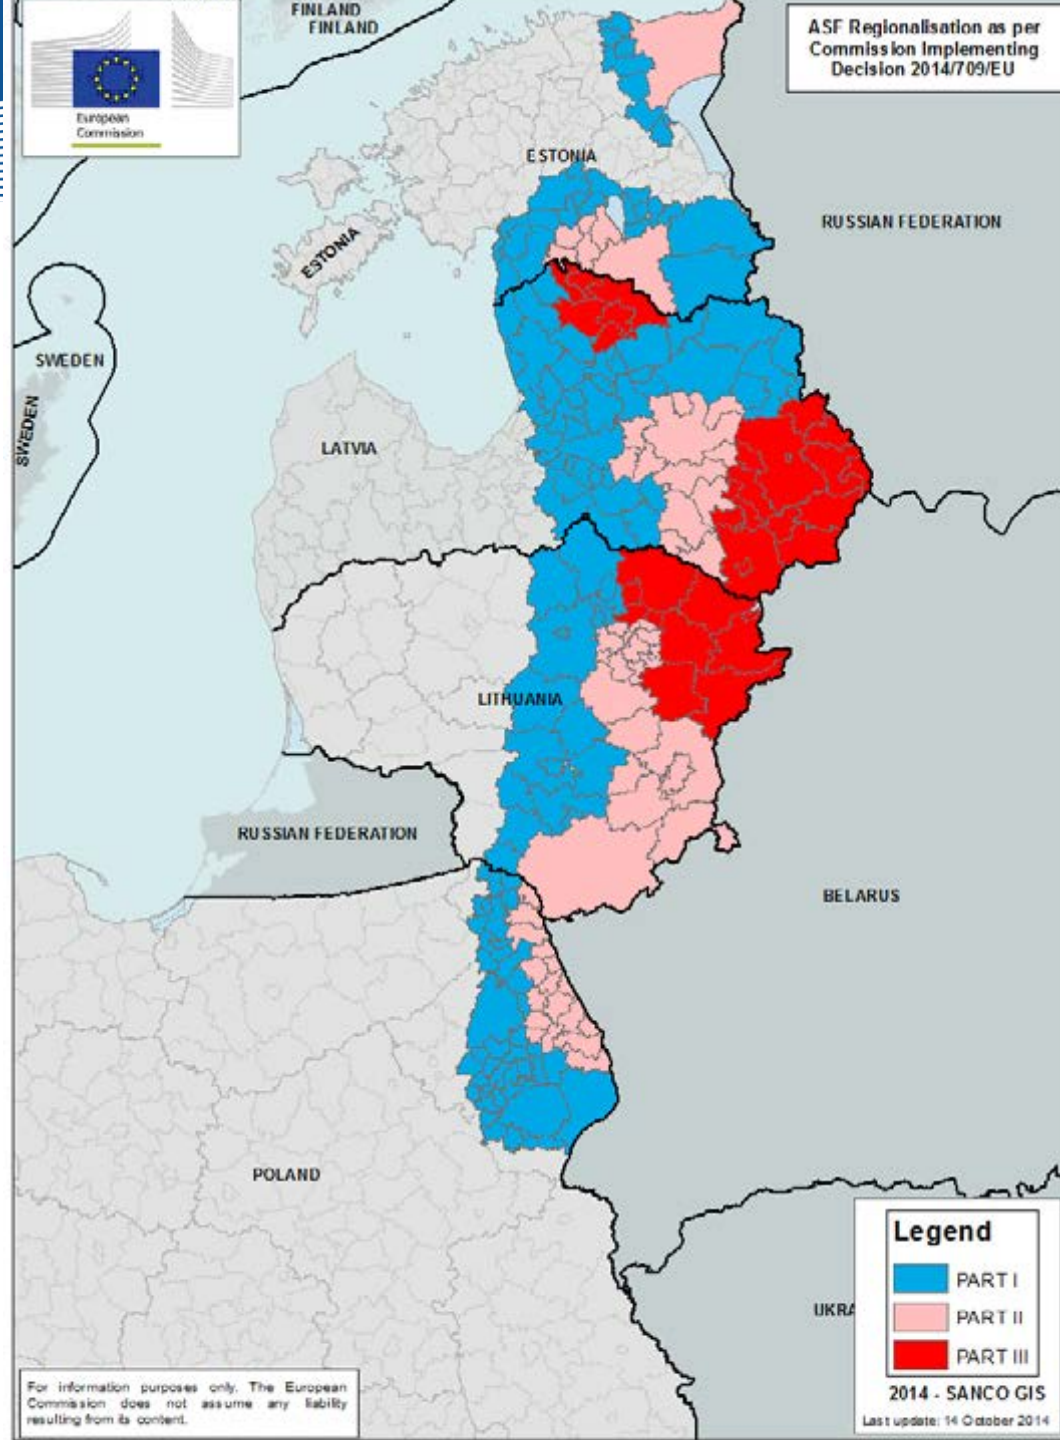 FINLAND
FINLAND
European
Commission
ASF Regionalisation as per
Commission Implementing
Decision 2014/709/EU
ESTONIA
RUSSIAN FEDERATION
ESTONIA
SWEDEN
SWEDEN
LATVIA
LITHUANIA
RUSSIAN FEDERATION
BELARUS
POLAND
UKRA
Legend
PART I
PART II
PART III
2014 - SANCO GIS
Last update: 14 October 2014
For information purposes only. The European
Commission does not assume any liability
resulting from its content.